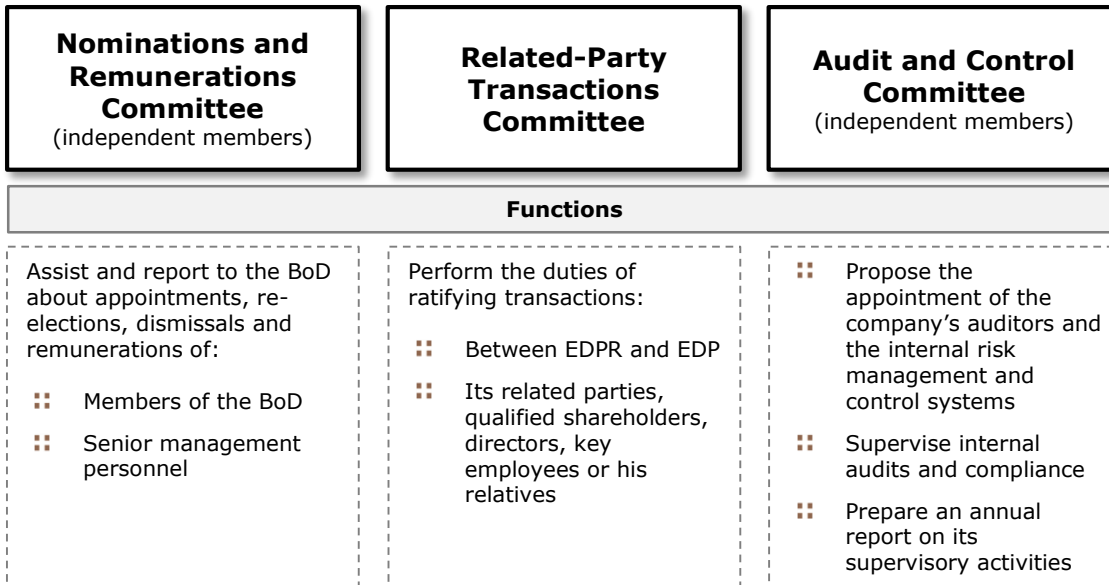 Nominations and
Remunerations
Committee
(independent members)
Related-Party
Transactions
Committee
Audit and Control
Committee
(independent members)
Functions
Assist and report to the BoD
about appointments, re-
elections, dismissals and
remunerations of:
Members of the BoD
Senior management
personnel
Perform the duties of
ratifying transactions:
Between EDPR and EDP
Its related parties,
qualified shareholders,
directors, key
employees or his
relatives
Propose the
appointment of the
company’s auditors and
the internal risk
management and
control systems
Supervise internal
audits and compliance
Prepare an annual
report on its
supervisory activities